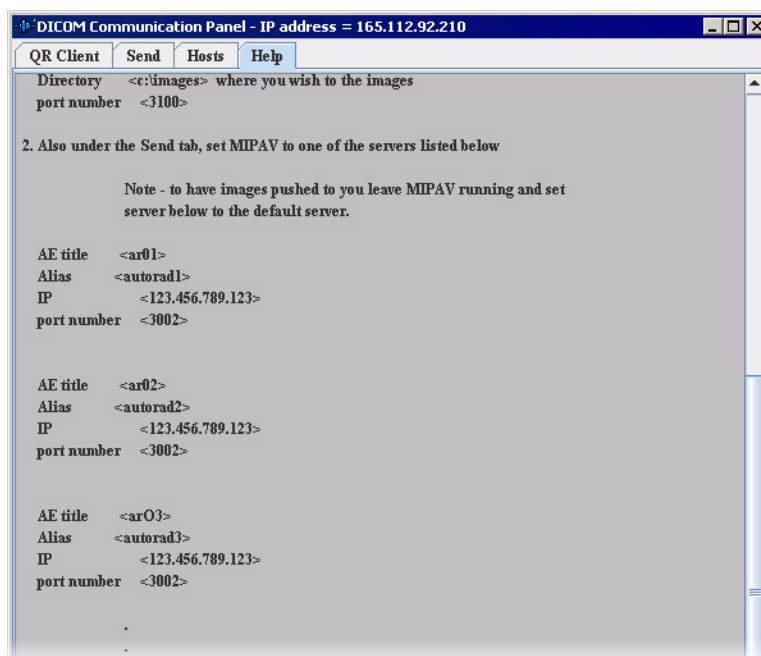 DICOM Communication Panel - IP address = 165.112.92.210
QR Client Send Hosts Help
Directory <c:\images> where you wish to the images
port number <3100>
2. Also under the Send tab, set MIPAV to one of the servers listed below
Note - to have images pushed to you leave MIPAV running and set
server below to the default server.
AE title <ar01>
Alias <autorad1>
IP <123.456.789.123>
port number <3002>
AE title <ar02>
Alias <autorad2>
IP <123.456.789.123>
port number <3002>
AE title <arO3>
Alias <autorad3>
IP <123.456.789.123>
port number <3002>
.
.